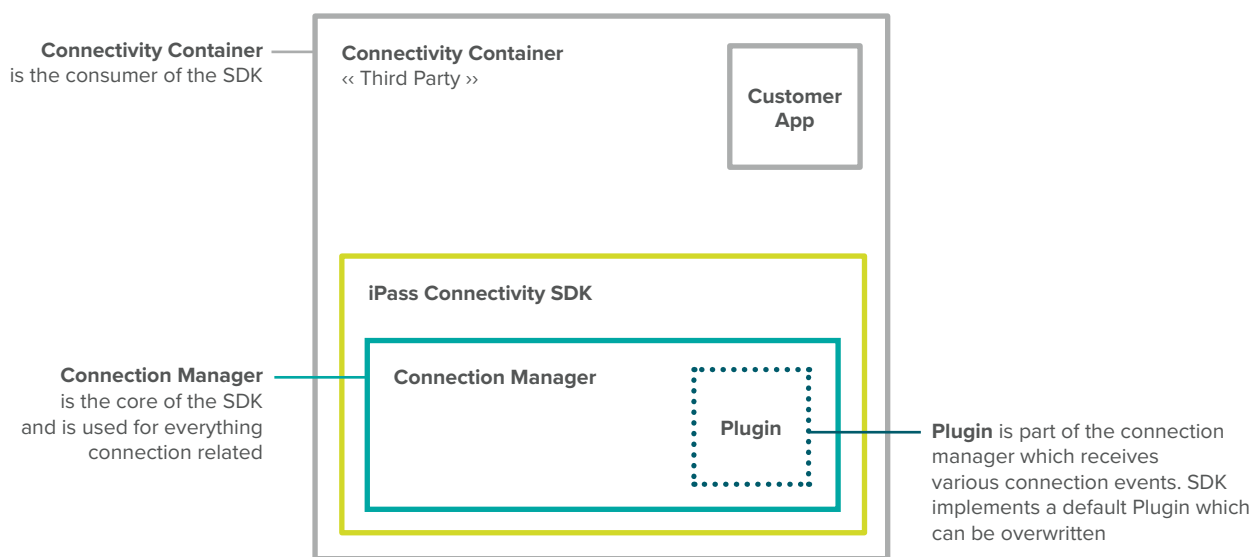 Connectivity Container
is the consumer of the SDK
Connectivity Container
‹‹ Third Party ››
Customer
App
iPass Connectivity SDK
Connection Manager
is the core of the SDK
and is used for everything
connection related
Connection Manager
Plugin
Plugin is part of the connection
manager which receives
various connection events. SDK
implements a default Plugin which
can be overwritten